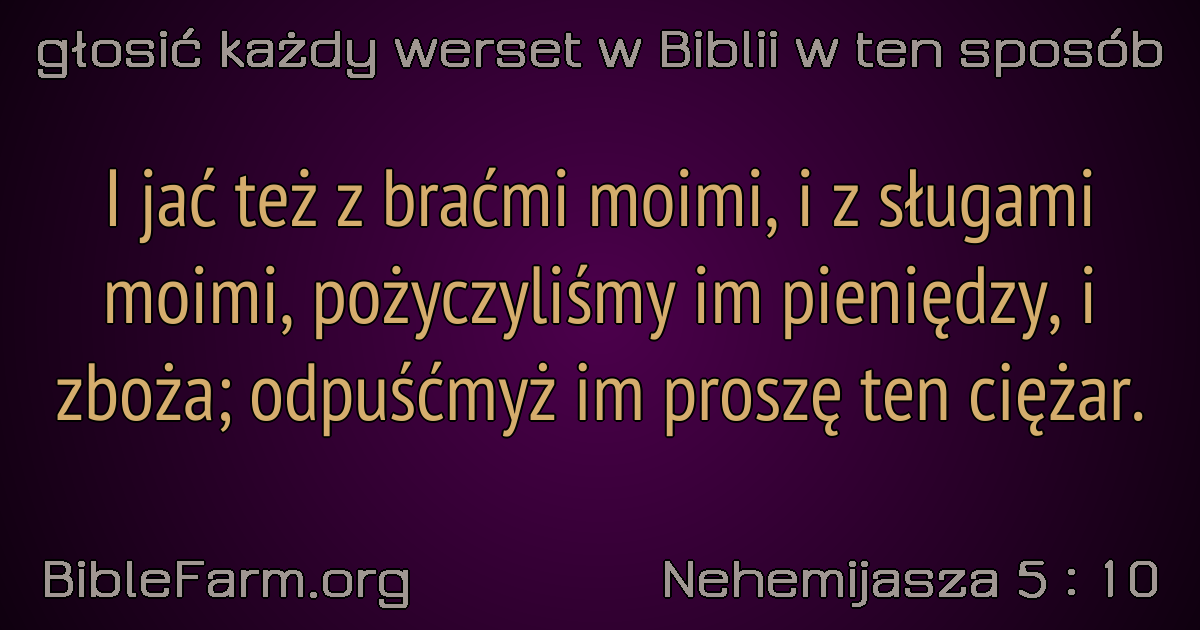 głosić każdy werset w Biblii w ten sposób
I jać też z braćmi moimi, i z sługami
moimi, pożyczyliśmy im pieniędzy, i
zboża; odpuśćmyż im proszę ten ciężar.
BibleFarm.org
Nehemijasza 5 : 10